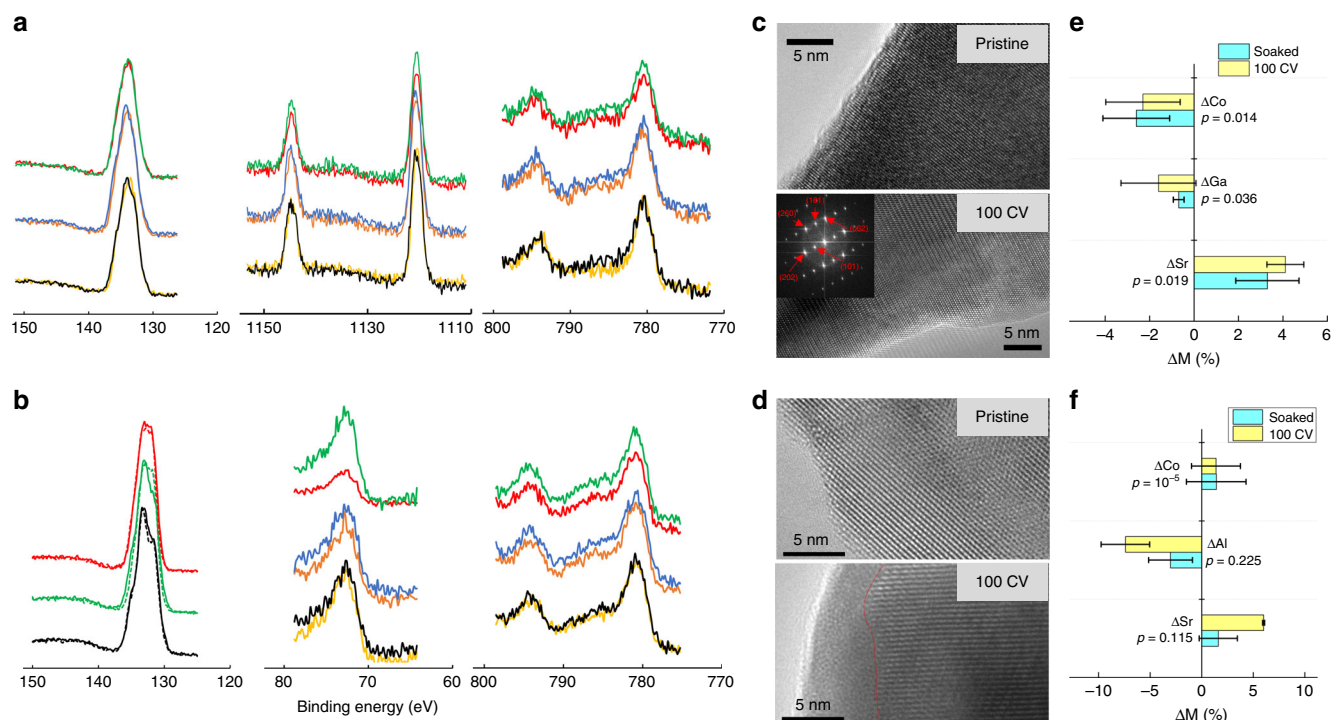 a
150 140 130 120
1150 1130 1110
800 790 780 770
b
150 140 130 120
80 70 60
800 790 780 770
Binding energy (eV)
c
5 nm
Pristine
100 CV
(101)
(002)
(202)
(101)
5 nm
d
Pristine
5 nm
100 CV
5 nm
e
Soaked
100 CV
ΔCo
p = 0.014
ΔGa
p = 0.036
ΔSr
p = 0.019
−4 −2 0 2 4 6
ΔM (%)
f
Soaked
100 CV
ΔCo
p = 10⁻⁵
ΔAl
p = 0.225
ΔSr
p = 0.115
−10 −5 0 5 10
ΔM (%)